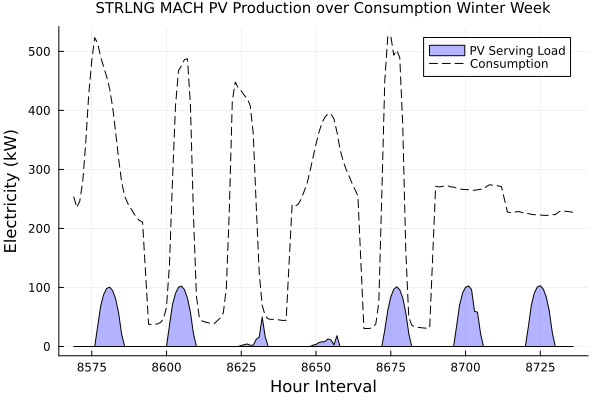 STRLNG MACH PV Production over Consumption Winter Week
PV Serving Load
Consumption
Electricity (kW)
500
400
300
200
100
0
8575 8600 8625 8650 8675 8700 8725
Hour Interval